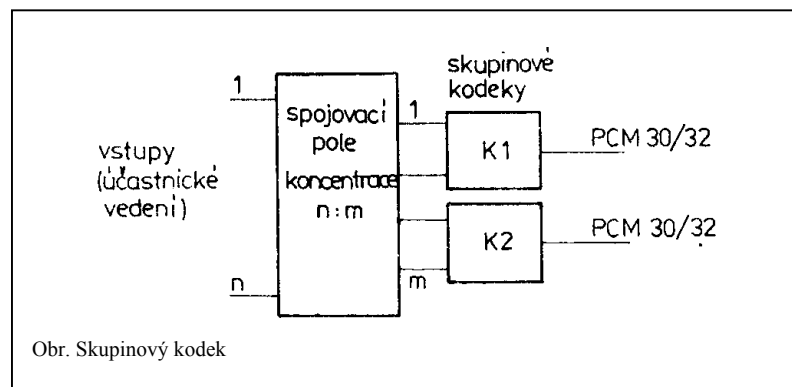 skupinové
kodeky
1
spojovací
pole
koncentrace
n:m
1
K1
PCM 30/32
vstupy
(účastnické
vedení)
K2
PCM 30/32
n
m
Obr. Skupinový kodek